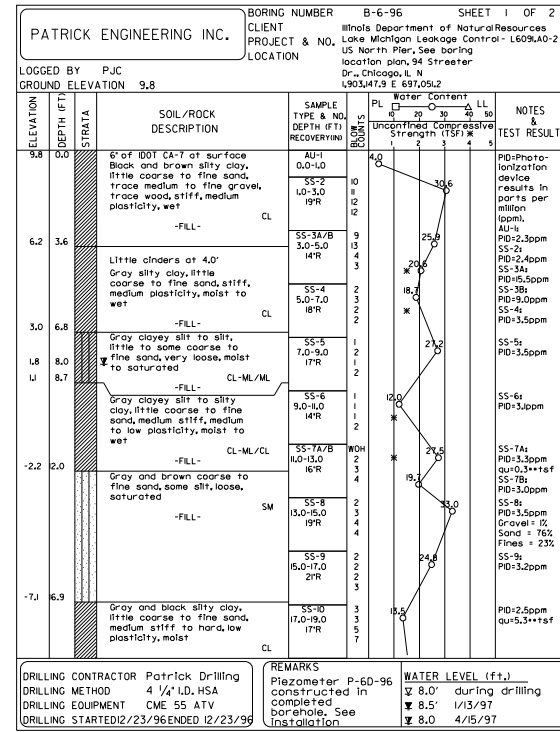 PATRICK ENGINEERING INC.
BORING NUMBER B-6-96 SHEET 1 OF 2
CLIENT Illinois Department of Natural Resources
PROJECT & NO. Lake Michigan Leakage Control - L609I.A0-2
LOCATION US North Pier, See boring
location plan, 94 Streeter
Dr., Chicago, IL N
1,903,147.9 E 697,051.2
LOGGED BY PJC
GROUND ELEVATION 9.8
ELEVATION
DEPTH (FT)
STRATA
SOIL/ROCK
DESCRIPTION
SAMPLE
TYPE & NO.
DEPTH (FT)
RECOVERY(IN)
BLOW
COUNTS
Water Content
PL LL
10 20 30 40 50
Unconfined Compressive
Strength (TSF) *
1 2 3 4 5
NOTES
&
TEST RESULT
9.8 0.0
6" of IDOT CA-7 at surface
Black and brown silty clay,
little coarse to fine sand,
trace medium to fine gravel,
trace wood, stiff, medium
plasticity, wet
CL
-FILL-
6.2 3.6
Little cinders at 4.0'
Gray silty clay, little
coarse to fine sand, stiff,
medium plasticity, moist to
wet
CL
-FILL-
3.0 6.8
Gray clayey silt to silt,
little to some coarse to
fine sand, very loose, moist
to saturated
1.8 8.0
CL-ML/ML
1.1 8.7
-FILL-
Gray clayey silt to silty
clay, little coarse to fine
sand, medium stiff, medium
to low plasticity, moist to
wet
CL-ML/CL
-FILL-
-2.2 12.0
Gray and brown coarse to
fine sand, some silt, loose,
saturated
SM
-FILL-
-7.1 16.9
Gray and black silty clay,
little coarse to fine sand,
medium stiff to hard, low
plasticity, moist
CL
AU-1
0.0-1.0
SS-2
1.0-3.0
19"R
10
11
12
12
SS-3A/B
3.0-5.0
14"R
9
13
4
3
SS-4
5.0-7.0
18"R
2
3
2
2
SS-5
7.0-9.0
17"R
1
2
1
2
SS-6
9.0-11.0
14"R
1
1
1
2
SS-7A/B
11.0-13.0
16"R
WOH
2
3
4
SS-8
13.0-15.0
19"R
2
3
4
4
SS-9
15.0-17.0
21"R
2
2
2
3
SS-10
17.0-19.0
17"R
3
3
5
7
4.0
30.6
25.9
20.6
18.7
27.2
12.0
27.5
19.7
33.0
24.8
13.5
PID=Photo-
ionization
device
results in
parts per
million
(ppm).
AU-1:
PID=2.3ppm
SS-2:
PID=2.4ppm
SS-3A:
PID=15.5ppm
SS-3B:
PID=9.0ppm
SS-4:
PID=3.5ppm
SS-5:
PID=3.5ppm
SS-6:
PID=3.1ppm
SS-7A:
PID=3.3ppm
qu=0.3**tsf
SS-7B:
PID=3.0ppm
SS-8:
PID=3.5ppm
Gravel = 1%
Sand = 76%
Fines = 23%
SS-9:
PID=3.2ppm
PID=2.5ppm
qu=5.3**tsf
DRILLING CONTRACTOR Patrick Drilling
DRILLING METHOD 4 1/4" I.D. HSA
DRILLING EQUIPMENT CME 55 ATV
DRILLING STARTED12/23/96ENDED 12/23/96
REMARKS
Piezometer P-6D-96
constructed in
completed
borehole. See
installation
WATER LEVEL (ft.)
8.0' during drilling
8.5' 1/13/97
8.0 4/15/97